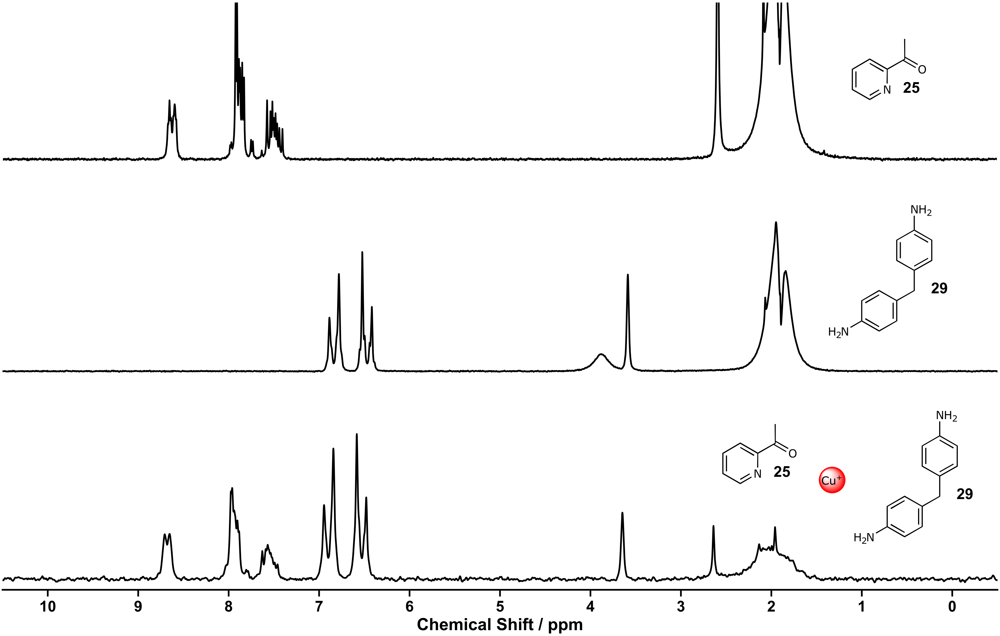 O
N 25
NH2
29
H2N
NH2
O
N 25
Cu+
29
H2N
10 9 8 7 6 5 4 3 2 1 0
Chemical Shift / ppm